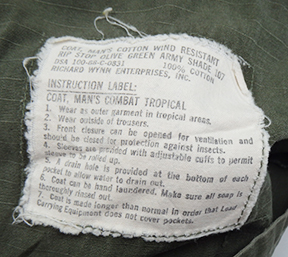 COAT, MAN'S COTTON WIND RESISTANT
RIP STOP OLIVE GREEN ARMY SHADE 107
DSA 100-68-C-0831 100% COTTON
RICHARD WYNN ENTERPRISES, INC.
INSTRUCTION LABEL:
COAT, MAN'S COMBAT TROPICAL
1. Wear as outer garment in tropical areas.
2. Wear outside of trousers.
3. Front closure can be opened for ventilation and
should be closed for protection against insects.
4. Sleeves are provided with adjustable cuffs to permit
sleeve to be rolled up.
5. A drain hole is provided at the bottom of each
pocket to allow water to drain out.
6. Coat can be hand laundered. Make sure all soap is
thoroughly rinsed out.
7. Coat is made longer than normal in order that Load
Carrying Equipment does not cover pockets.